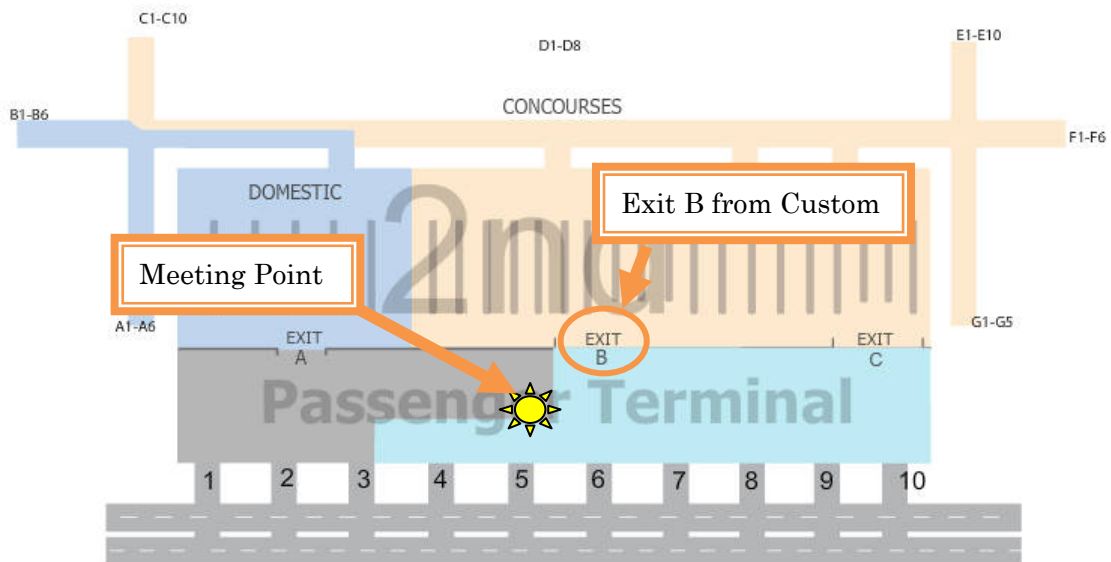 C1-C10
E1-E10
D1-D8
B1-B6
CONCOURSES
F1-F6
DOMESTIC
2nd
Exit B from Custom
Meeting Point
A1-A6
G1-G5
EXIT
A
EXIT
B
EXIT
C
Passenger Terminal
1 2 3 4 5 6 7 8 9 10